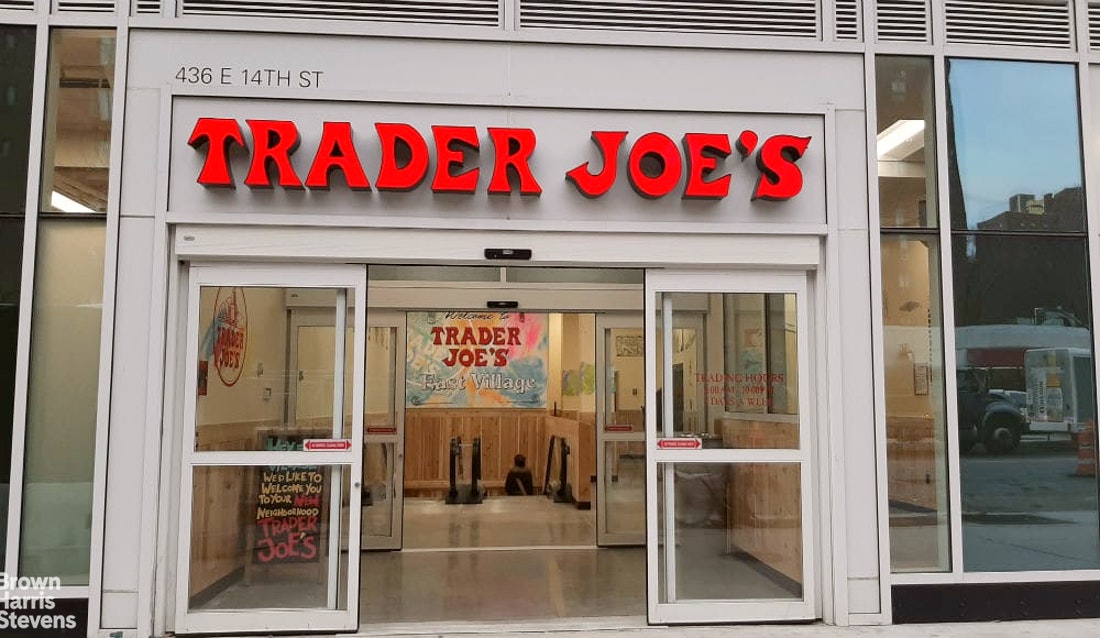 436 E 14TH ST
TRADER JOE'S
Welcome to
TRADER
JOE'S
East Village
TRADER
JOE'S
TRADING HOURS
DAYS A WEEK
VILLAGE
WE'D LIKE TO
WELCOME YOU
TO YOUR NEW
NEIGHBORHOOD
TRADER
JOE'S
Brown
Harris
Stevens